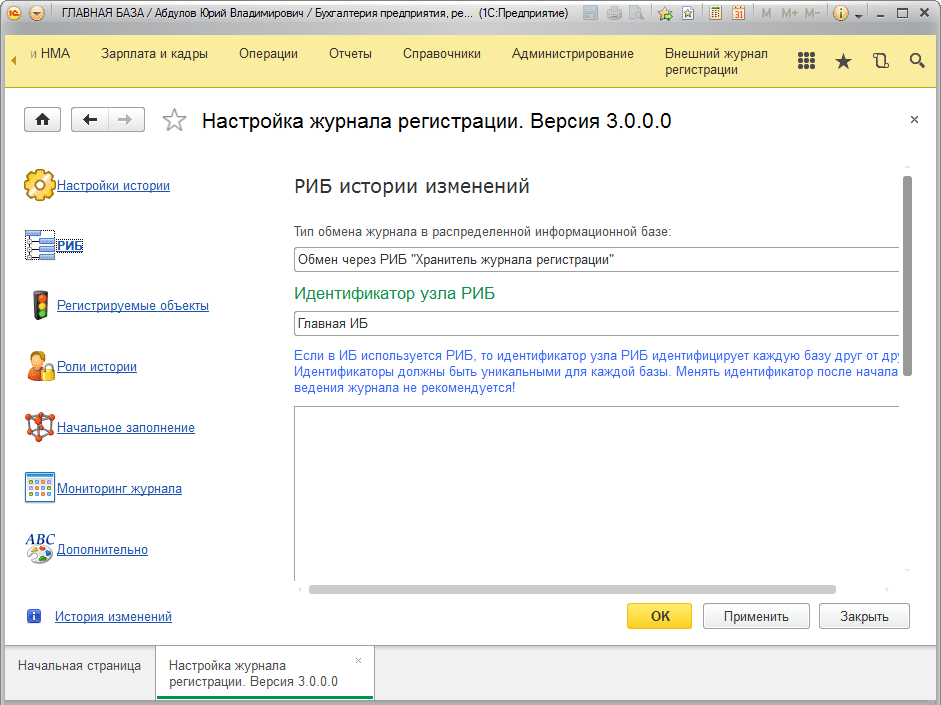 ГЛАВНАЯ БАЗА / Абдулов Юрий Владимирович / Бухгалтерия предприятия, ре... (1С:Предприятие)
M M+ M-
и НМА
Зарплата и кадры
Операции
Отчеты
Справочники
Администрирование
Внешний журнал
регистрации
Настройка журнала регистрации. Версия 3.0.0.0
Настройки истории
РИБ
Регистрируемые объекты
Роли истории
Начальное заполнение
Мониторинг журнала
ABC
Дополнительно
История изменений
РИБ истории изменений
Тип обмена журнала в распределенной информационной базе:
Обмен через РИБ "Хранитель журнала регистрации"
Идентификатор узла РИБ
Главная ИБ
Если в ИБ используется РИБ, то идентификатор узла РИБ идентифицирует каждую базу друг от дру
Идентификаторы должны быть уникальными для каждой базы. Менять идентификатор после начала
ведения журнала не рекомендуется!
ОК
Применить
Закрыть
Начальная страница
Настройка журнала
регистрации. Версия 3.0.0.0